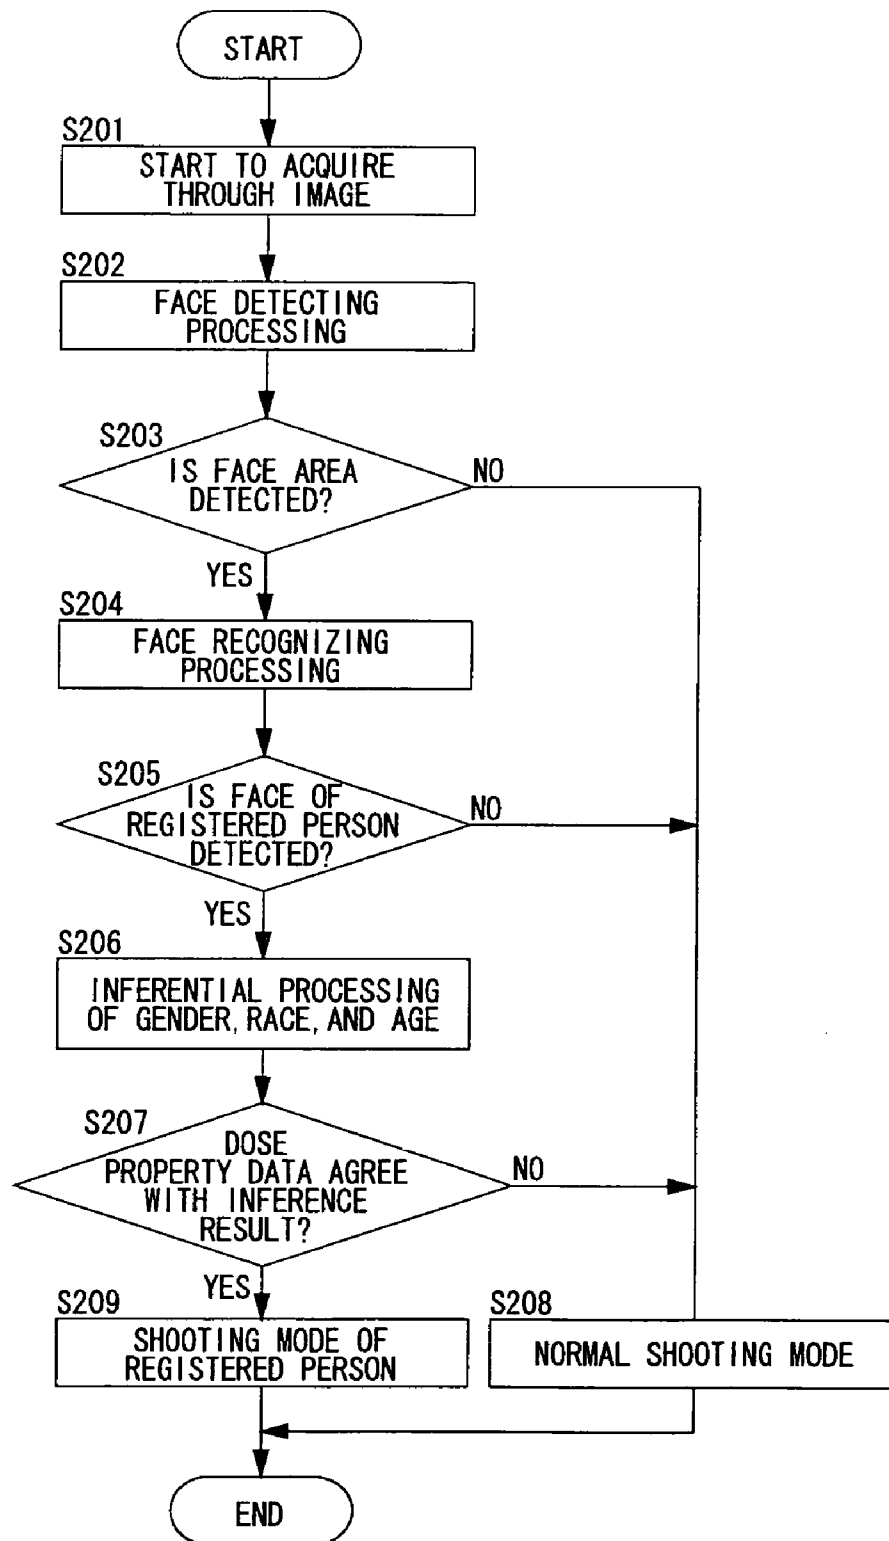 START
S201
START TO ACQUIRE
THROUGH IMAGE
S202
FACE DETECTING
PROCESSING
S203
IS FACE AREA
DETECTED?
NO
YES
S204
FACE RECOGNIZING
PROCESSING
S205
IS FACE OF
REGISTERED PERSON
DETECTED?
NO
YES
S206
INFERENTIAL PROCESSING
OF GENDER, RACE, AND AGE
S207
DOSE
PROPERTY DATA AGREE
WITH INFERENCE
RESULT?
NO
YES
S209
SHOOTING MODE OF
REGISTERED PERSON
S208
NORMAL SHOOTING MODE
END